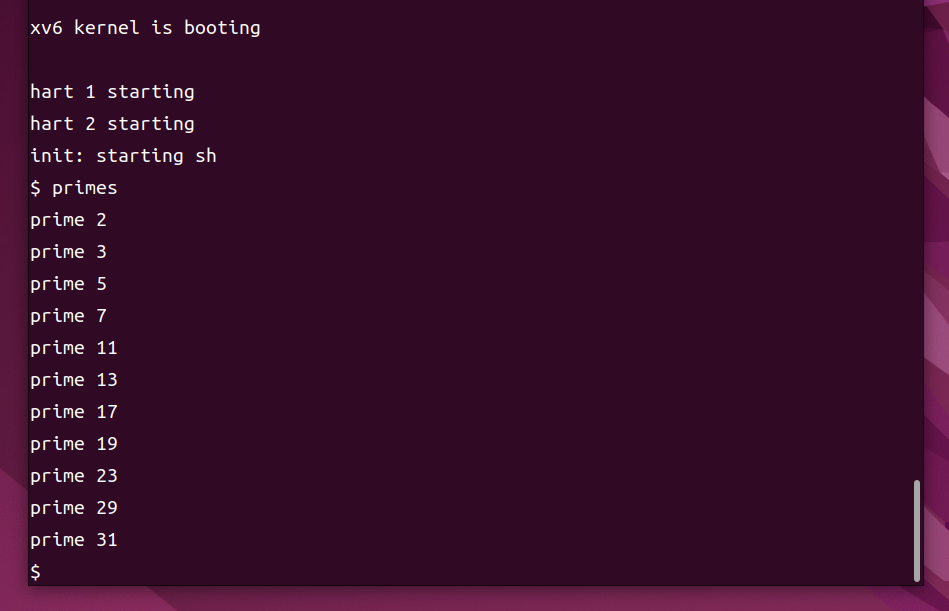 xv6 kernel is booting
hart 1 starting
hart 2 starting
init: starting sh
$ primes
prime 2
prime 3
prime 5
prime 7
prime 11
prime 13
prime 17
prime 19
prime 23
prime 29
prime 31
$